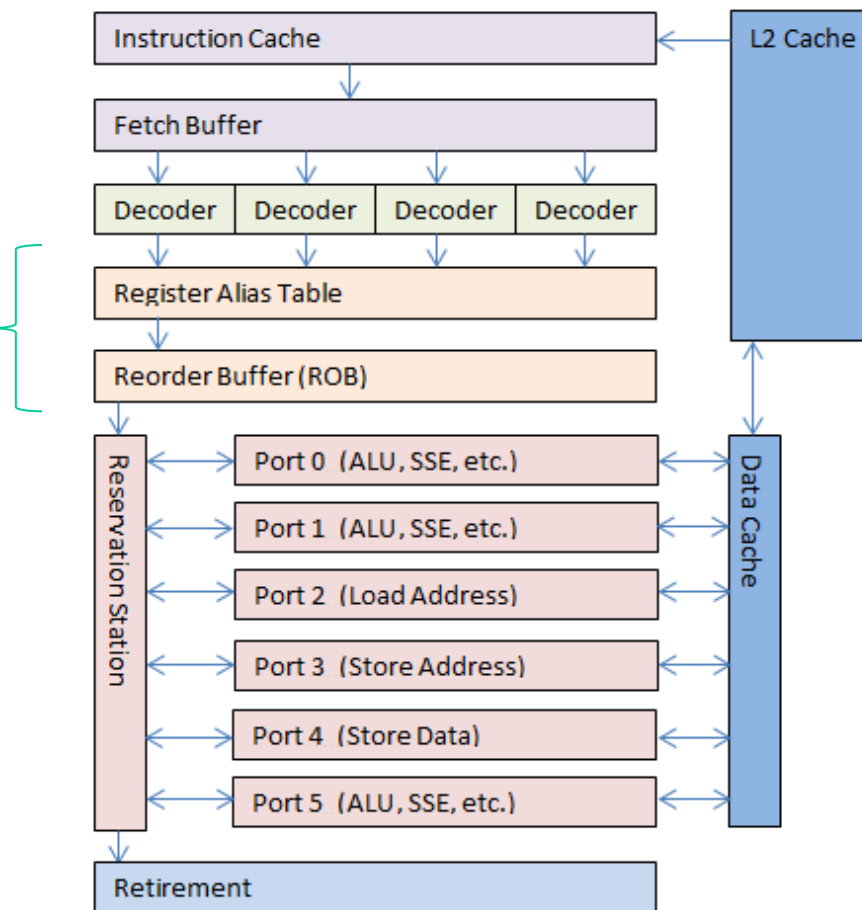 Instruction Cache
L2 Cache
Fetch Buffer
Decoder Decoder Decoder Decoder
Register Alias Table
Reorder Buffer (ROB)
Reservation Station
Port 0 (ALU, SSE, etc.)
Port 1 (ALU, SSE, etc.)
Port 2 (Load Address)
Port 3 (Store Address)
Port 4 (Store Data)
Port 5 (ALU, SSE, etc.)
Data Cache
Retirement